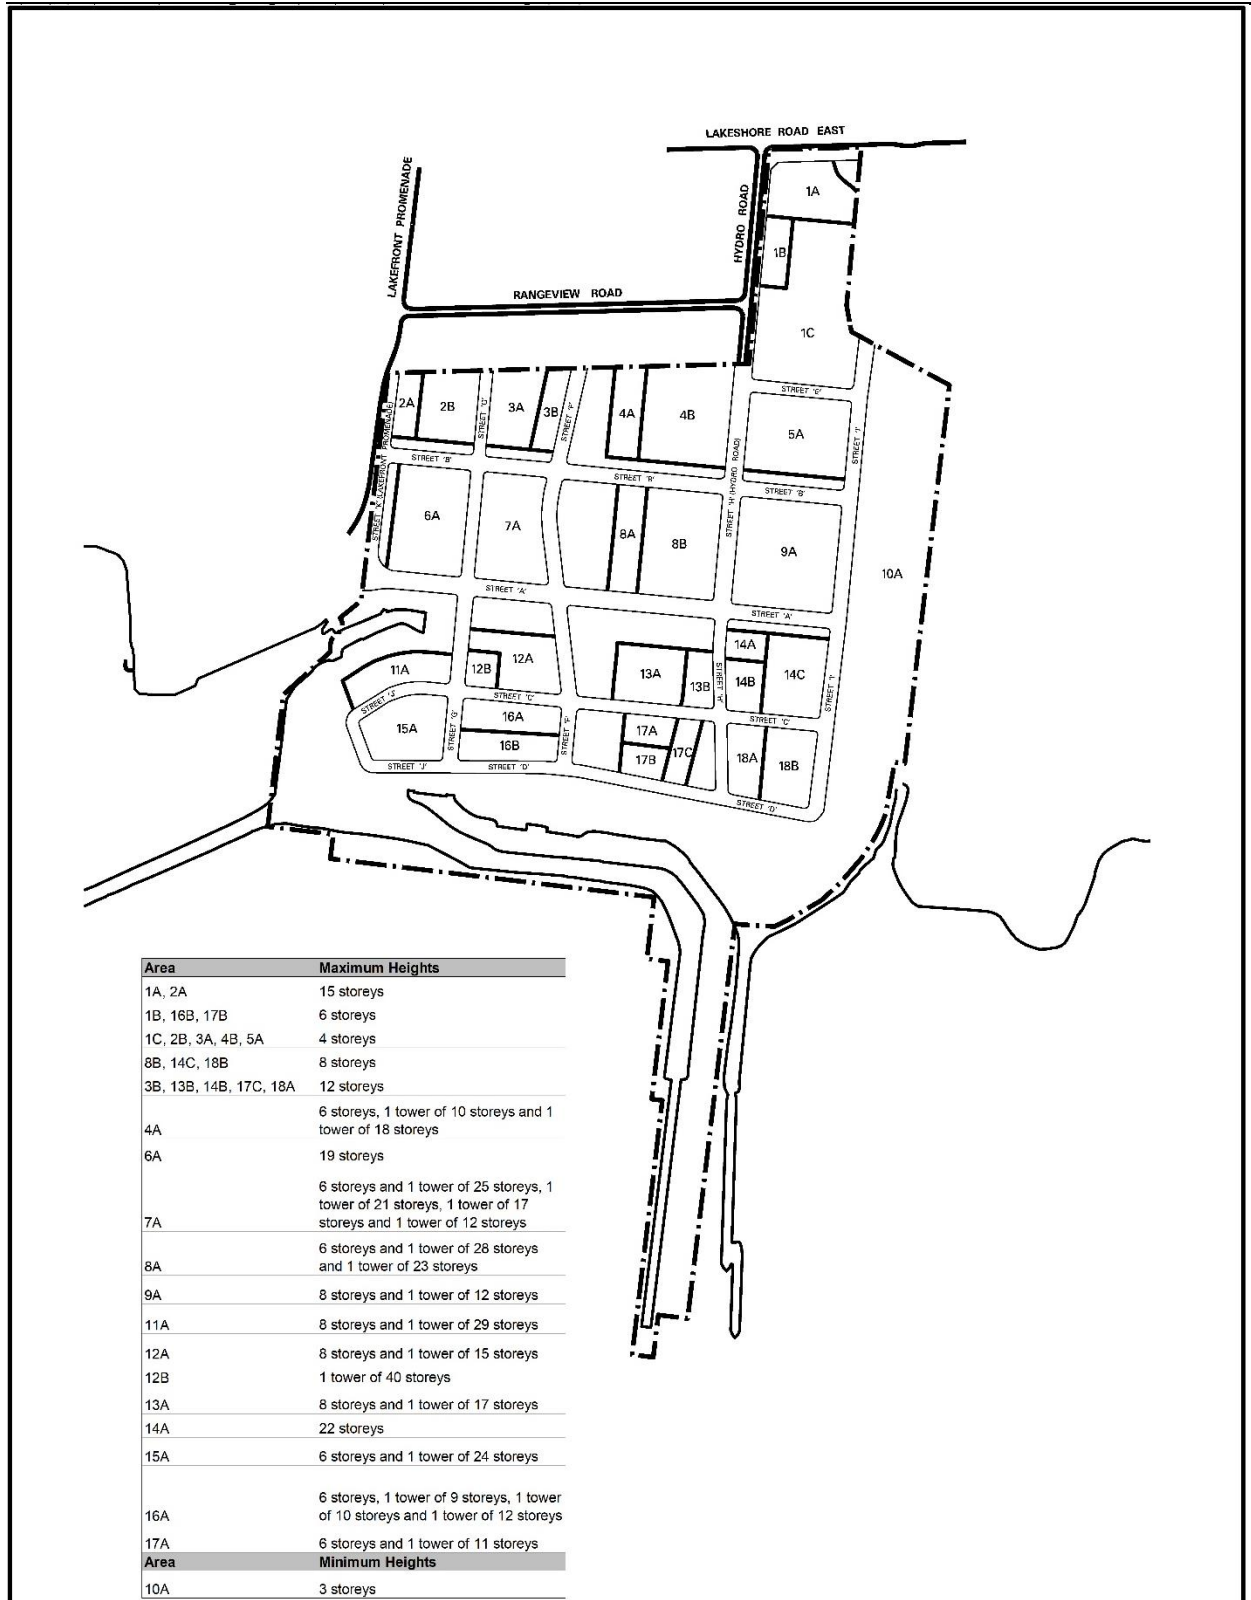 LAKESHORE ROAD EAST
LAKEFRONT PROMENADE
HYDRO ROAD
1A
1B
RANGEVIEW ROAD
1C
STREET 'E'
2A
2B
STREET 'G'
3A
3B
STREET 'F'
4A
4B
5A
STREET 'I'
STREET 'K' (LAKEFRONT PROMENADE)
STREET 'B'
STREET 'B'
STREET 'H' (HYDRO ROAD)
STREET 'B'
6A
7A
8A
8B
9A
10A
STREET 'A'
STREET 'A'
11A
12B
12A
13A
13B
STREET 'H'
14A
14B
14C
STREET 'I'
STREET 'J'
STREET 'C'
STREET 'C'
15A
STREET 'G'
16A
16B
STREET 'F'
17A
17B
17C
18A
18B
STREET 'J'
STREET 'D'
STREET 'D'
Area Maximum Heights
1A, 2A 15 storeys
1B, 16B, 17B 6 storeys
1C, 2B, 3A, 4B, 5A 4 storeys
8B, 14C, 18B 8 storeys
3B, 13B, 14B, 17C, 18A 12 storeys
6 storeys, 1 tower of 10 storeys and 1
4A tower of 18 storeys
6A 19 storeys
6 storeys and 1 tower of 25 storeys, 1
tower of 21 storeys, 1 tower of 17
7A storeys and 1 tower of 12 storeys
6 storeys and 1 tower of 28 storeys
8A and 1 tower of 23 storeys
9A 8 storeys and 1 tower of 12 storeys
11A 8 storeys and 1 tower of 29 storeys
12A 8 storeys and 1 tower of 15 storeys
12B 1 tower of 40 storeys
13A 8 storeys and 1 tower of 17 storeys
14A 22 storeys
15A 6 storeys and 1 tower of 24 storeys
6 storeys, 1 tower of 9 storeys, 1 tower
16A of 10 storeys and 1 tower of 12 storeys
17A 6 storeys and 1 tower of 11 storeys
Area Minimum Heights
10A 3 storeys